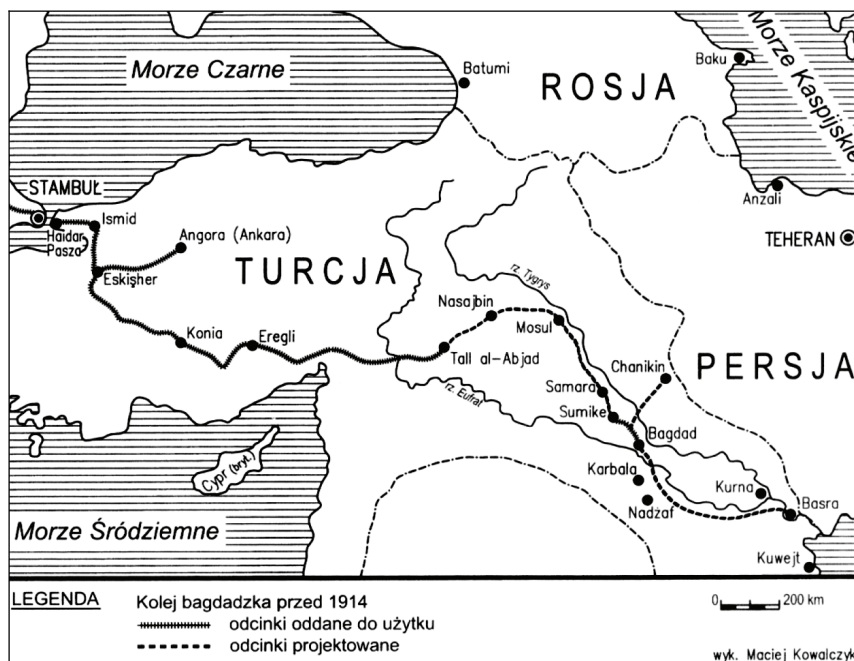 Morze Czarne
Batumi
ROSJA
Baku
Morze Kaspijskie
STAMBUŁ
Haidar
Pasza
Ismid
Angora (Ankara)
Eskişher
TURCJA
Anzali
TEHERAN
rz. Tygrys
Nasajbin
Mosul
Konia
Eregli
Tall al-Abjad
Chanikin
PERSJA
Samara
Sumike
rz. Eufrat
Bagdad
Cypr (bryt.)
Karbala
Nadżaf
Kurna
Basra
Morze Śródziemne
Kuwejt
LEGENDA
Kolej bagdadzka przed 1914
odcinki oddane do użytku
odcinki projektowane
0 200 km
wyk. Maciej Kowalczyk